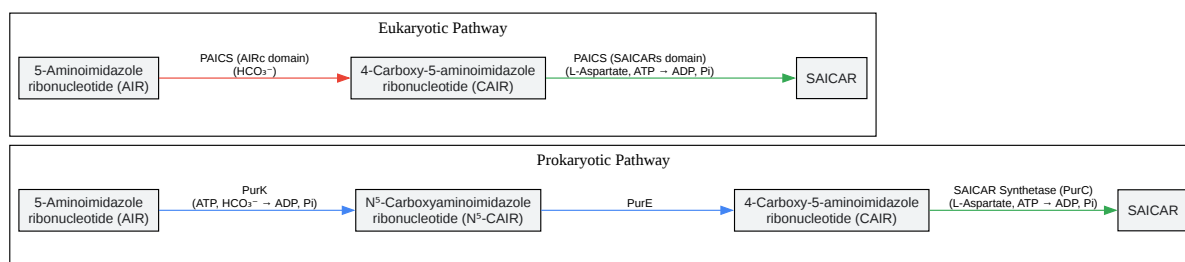 Eukaryotic Pathway
5-Aminoimidazole
ribonucleotide (AIR)
PAICS (AIRc domain)
(HCO₃⁻)
4-Carboxy-5-aminoimidazole
ribonucleotide (CAIR)
PAICS (SAICARs domain)
(L-Aspartate, ATP → ADP, Pi)
SAICAR
Prokaryotic Pathway
5-Aminoimidazole
ribonucleotide (AIR)
PurK
(ATP, HCO₃⁻ → ADP, Pi)
N⁵-Carboxyaminoimidazole
ribonucleotide (N⁵-CAIR)
PurE
4-Carboxy-5-aminoimidazole
ribonucleotide (CAIR)
SAICAR Synthetase (PurC)
(L-Aspartate, ATP → ADP, Pi)
SAICAR